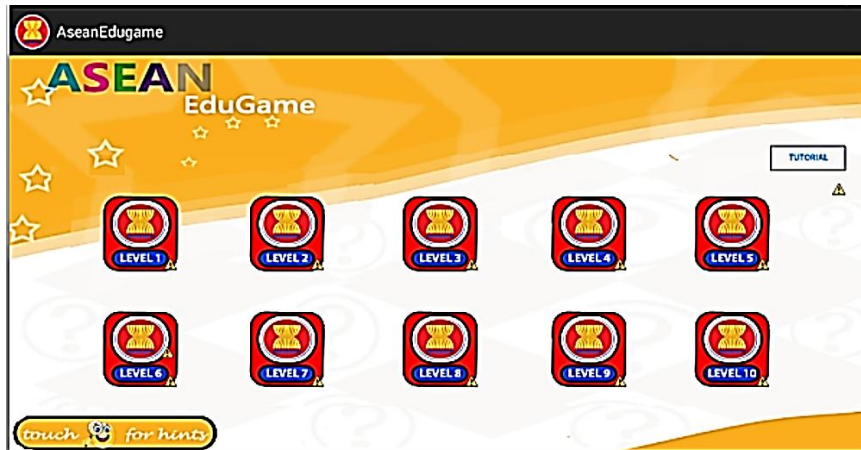 AseanEdugame
ASEAN
EduGame
TUTORIAL
LEVEL 1 LEVEL 2 LEVEL 3 LEVEL 4 LEVEL 5
LEVEL 6 LEVEL 7 LEVEL 8 LEVEL 9 LEVEL 10
touch for hints